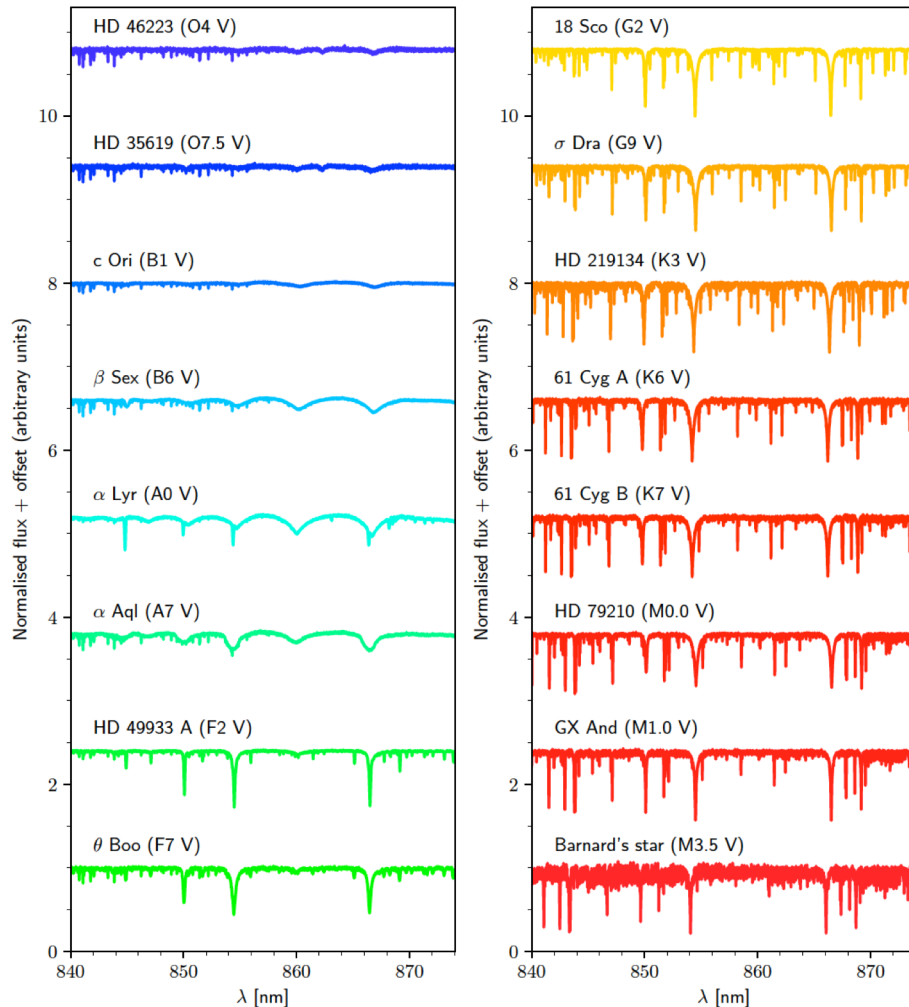 HD 46223 (O4 V)
HD 35619 (O7.5 V)
c Ori (B1 V)
β Sex (B6 V)
α Lyr (A0 V)
α Aql (A7 V)
HD 49933 A (F2 V)
θ Boo (F7 V)
10
8
6
4
2
0
Normalised flux + offset (arbitrary units)
840
850
860
870
λ [nm]
18 Sco (G2 V)
σ Dra (G9 V)
HD 219134 (K3 V)
61 Cyg A (K6 V)
61 Cyg B (K7 V)
HD 79210 (M0.0 V)
GX And (M1.0 V)
Barnard's star (M3.5 V)
10
8
6
4
2
0
Normalised flux + offset (arbitrary units)
840
850
860
870
λ [nm]